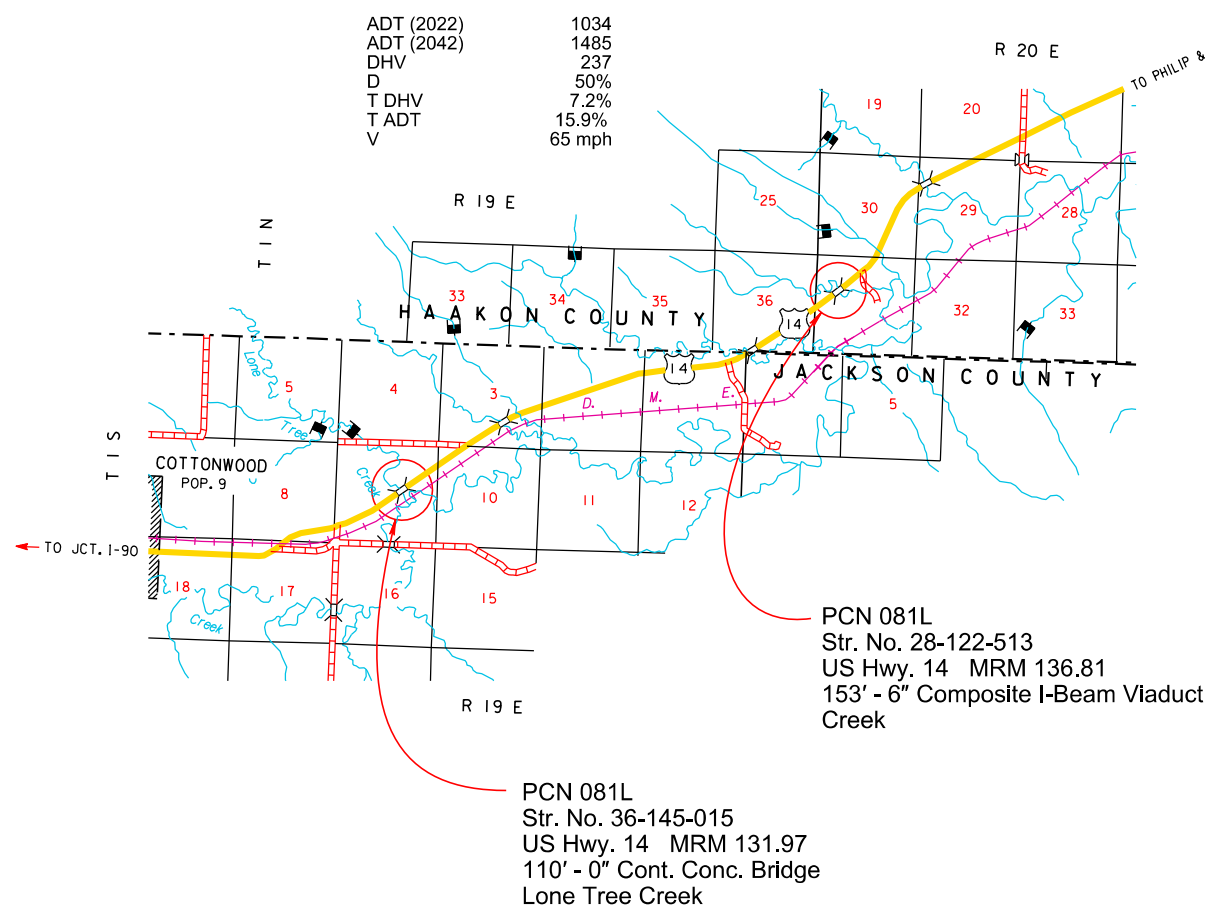 ADT (2022) 1034
ADT (2042) 1485
DHV 237
D 50%
T DHV 7.2%
T ADT 15.9%
V 65 mph
R 20 E
TO PHILIP &
19
20
R 19 E
25
30
29
28
T I N
33
34
35
36
32
33
HAAKON COUNTY
14
14
JACKSON COUNTY
Lone
5
4
3
D. M. E.
5
Tree
T I S
COTTONWOOD
POP. 9
8
Creek
10
11
12
TO JCT. I-90
18
17
16
15
Creek
R 19 E
PCN 081L
Str. No. 28-122-513
US Hwy. 14 MRM 136.81
153' - 6" Composite I-Beam Viaduct
Creek
PCN 081L
Str. No. 36-145-015
US Hwy. 14 MRM 131.97
110' - 0" Cont. Conc. Bridge
Lone Tree Creek